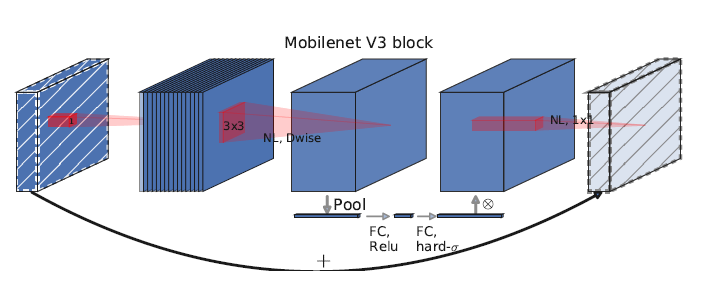 Mobilenet V3 block
1
3x3
NL, Dwise
NL, 1x1
Pool
⊗
FC,
Relu
FC,
hard-σ
+